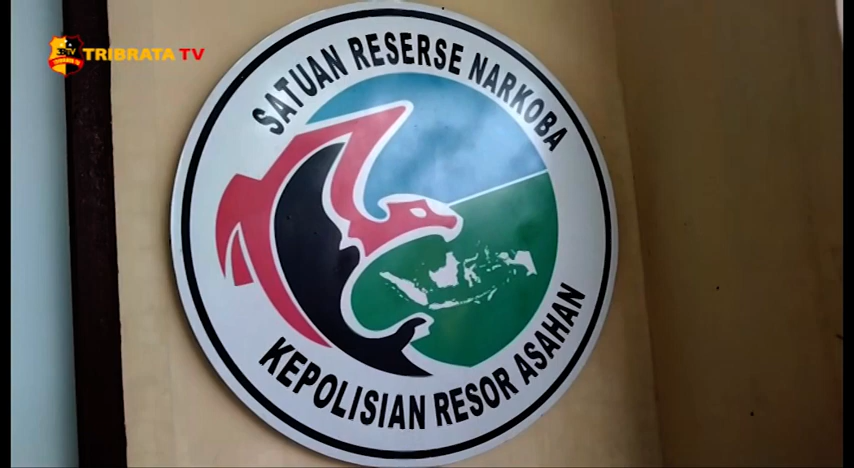 TRIBRATA TV
SATUAN RESERSE NARKOBA
KEPOLISIAN RESOR ASAHAN